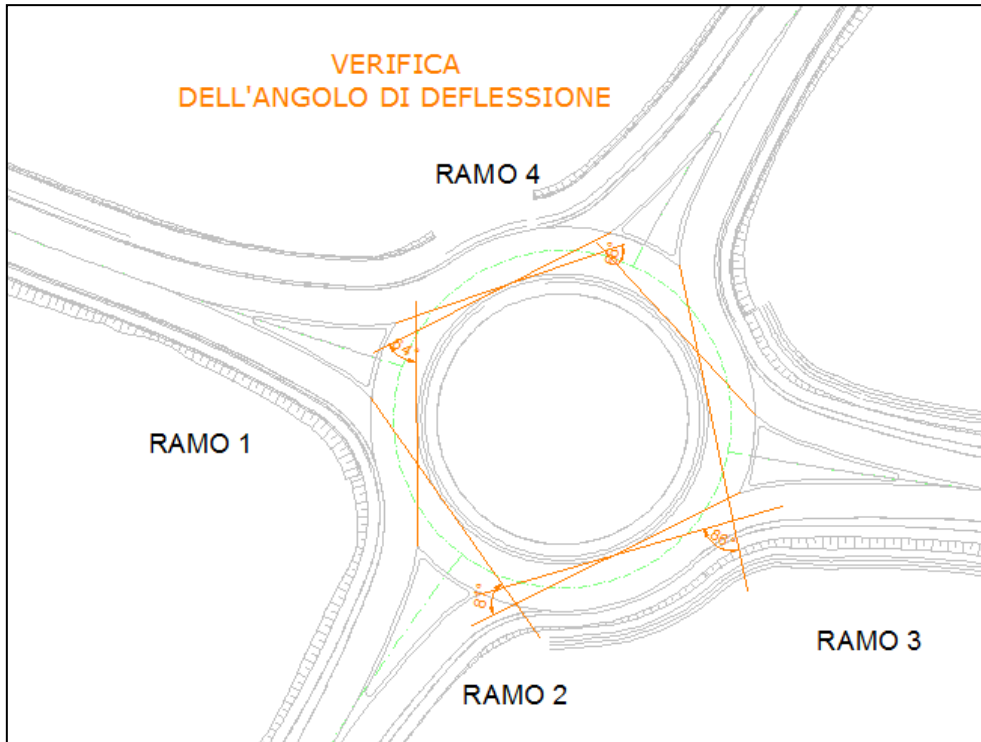 VERIFICA
DELL'ANGOLO DI DEFLESSIONE
RAMO 4
RAMO 1
RAMO 3
RAMO 2